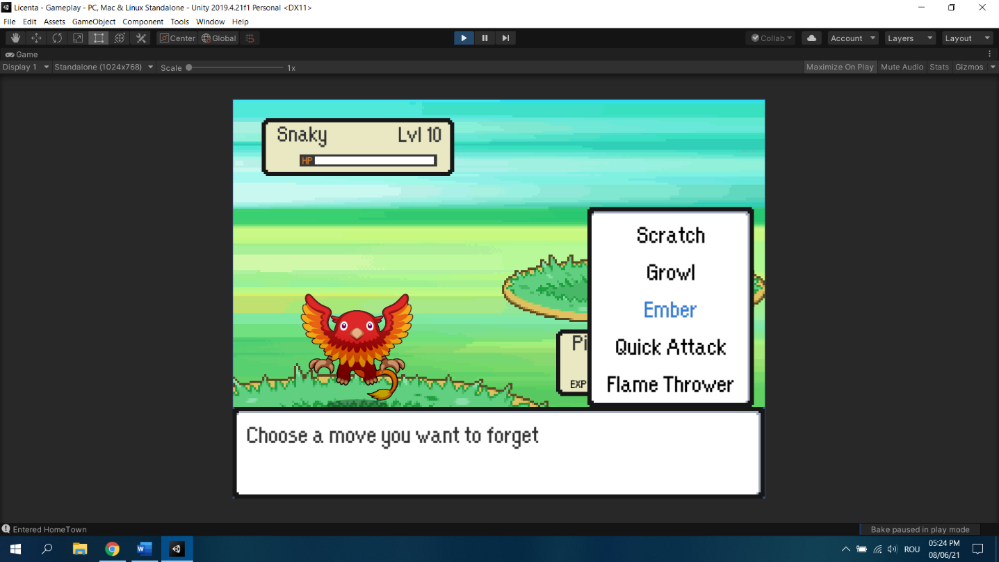 Licenta - Gameplay - PC, Mac & Linux Standalone - Unity 2019.4.21f1 Personal <DX11>
File Edit Assets GameObject Component Tools Window Help
Center Global Collab Account Layers Layout
Game
Display 1 Standalone (1024x768) Scale 1x Maximize On Play Mute Audio Stats Gizmos
Snaky Lvl 10
HP
Scratch
Growl
Ember
Quick Attack
Flame Thrower
Pi
EXP
Choose a move you want to forget
Entered HomeTown
Bake paused in play mode
ROU
05:24 PM
08/06/21